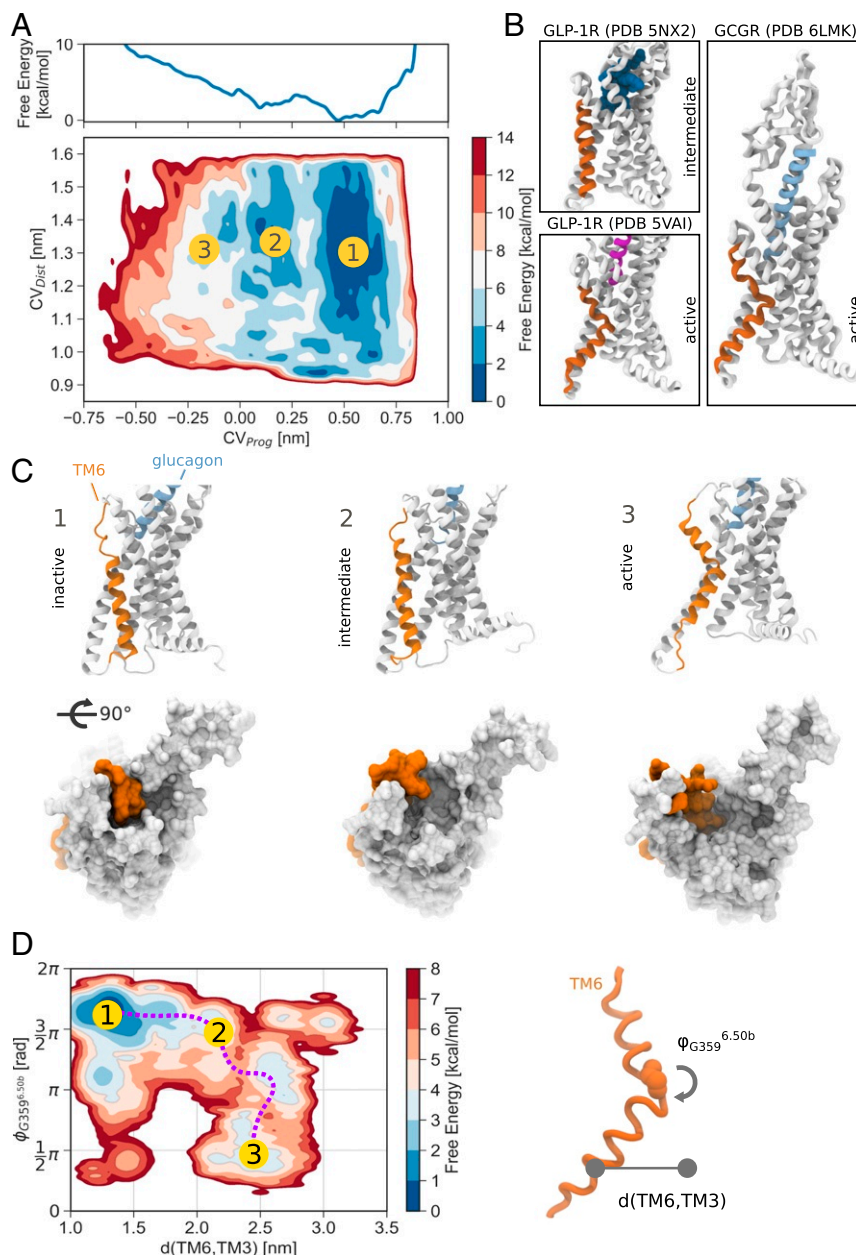 A
Free Energy
[kcal/mol]
10
0
CV_Dist [nm]
1.6
1.5
1.4
1.3
1.2
1.1
1.0
0.9
3
2
1
−0.75 −0.50 −0.25 0.00 0.25 0.50 0.75 1.00
CV_Prog [nm]
14
12
10
8
6
4
2
0
Free Energy [kcal/mol]
B
GLP-1R (PDB 5NX2)
intermediate
GLP-1R (PDB 5VAI)
active
GCGR (PDB 6LMK)
active
C
TM6
glucagon
1
inactive
2
intermediate
3
active
90°
D
ϕ_G359^6.50b [rad]
2π
3/2 π
π
1/2 π
0
1
2
3
1.0 1.5 2.0 2.5 3.0 3.5
d(TM6,TM3) [nm]
8
7
6
5
4
3
2
1
0
Free Energy [kcal/mol]
TM6
φ_G359^6.50b
d(TM6,TM3)